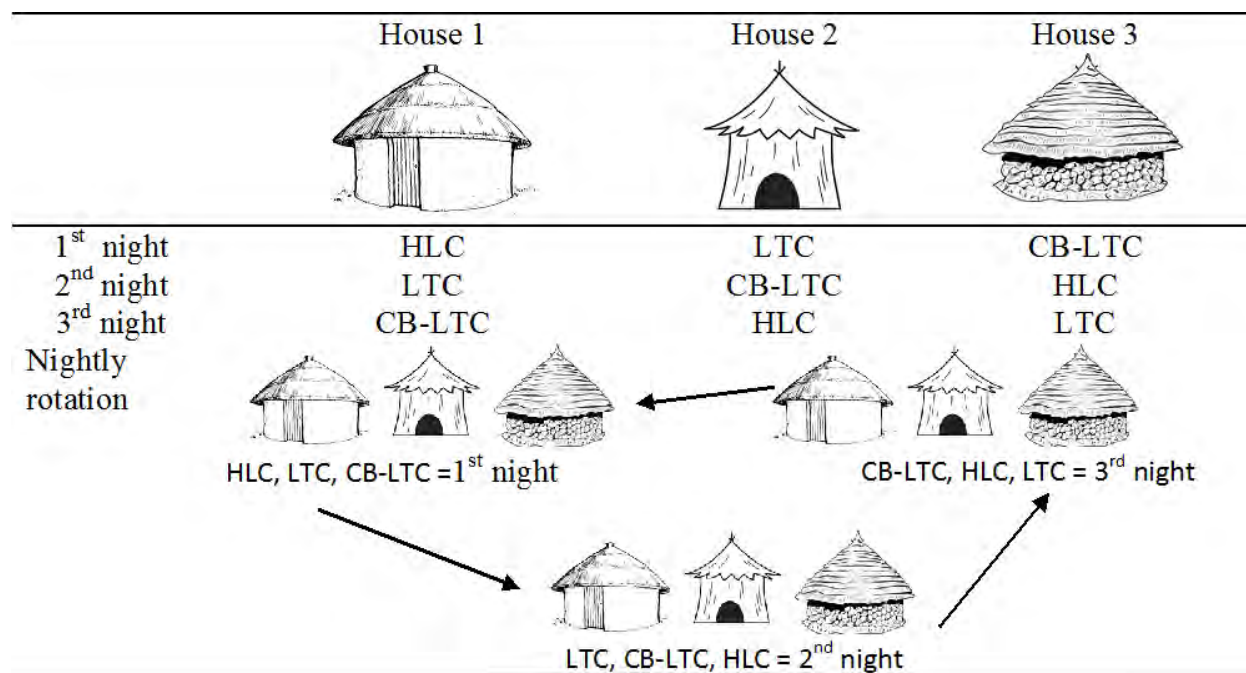 House 1 House 2 House 3
1st night HLC LTC CB-LTC
2nd night LTC CB-LTC HLC
3rd night CB-LTC HLC LTC
Nightly
rotation
HLC, LTC, CB-LTC =1st night
CB-LTC, HLC, LTC = 3rd night
LTC, CB-LTC, HLC = 2nd night